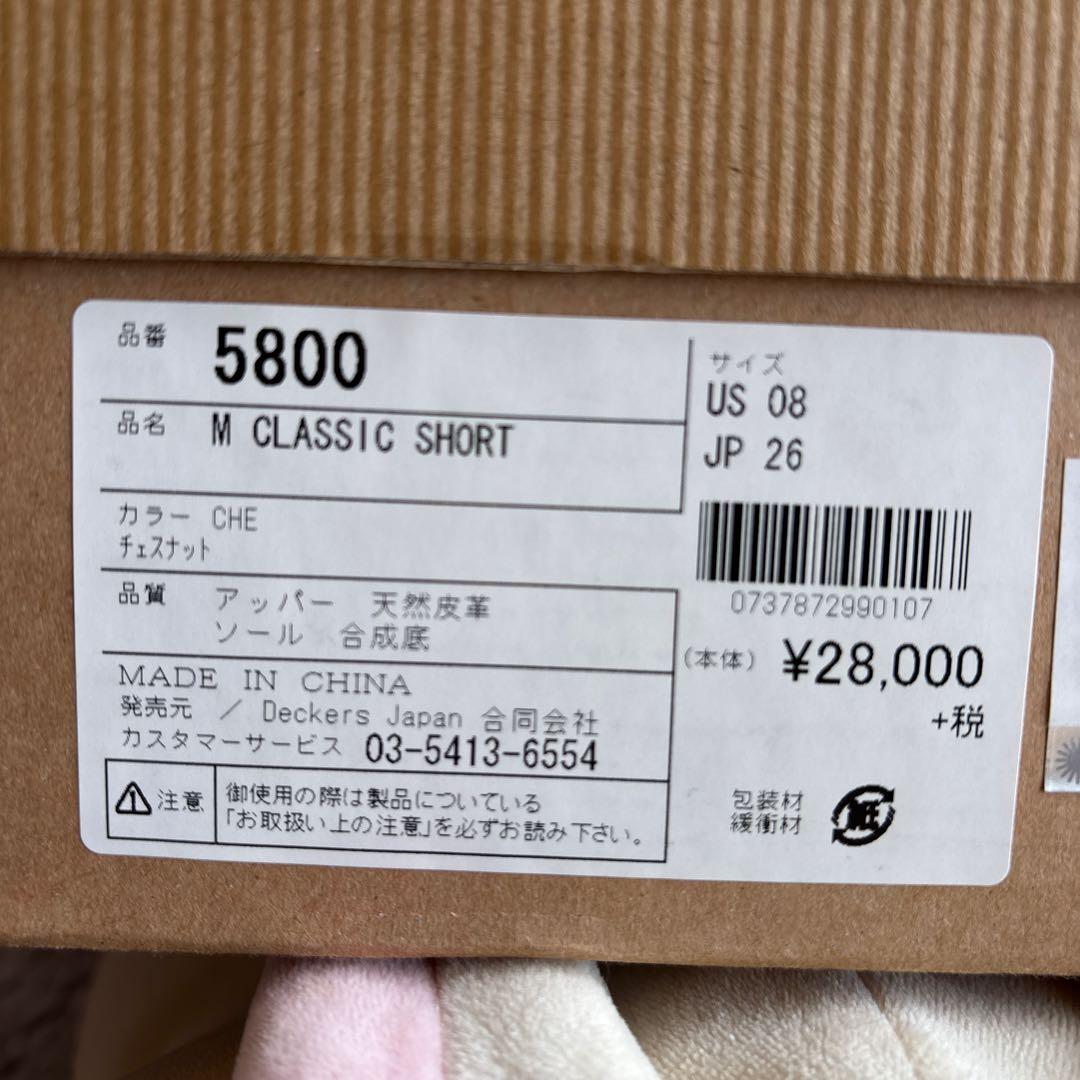 品番 5800
品名 M CLASSIC SHORT
サイズ
US 08
JP 26
カラー CHE
チェスナット
0737872990107
品質 アッパー 天然皮革
ソール 合成底
(本体) ¥28,000
+税
MADE IN CHINA
発売元 / Deckers Japan 合同会社
カスタマーサービス 03-5413-6554
注意 御使用の際は製品についている
「お取扱い上の注意」を必ずお読み下さい。
包装材
緩衝材
紙